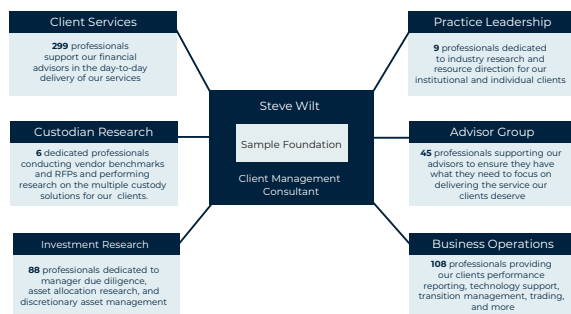 Client Services
299 professionals
support our financial
advisors in the day-to-day
delivery of our services
Practice Leadership
9 professionals dedicated
to industry research and
resource direction for our
institutional and individual clients
Steve Wilt
Sample Foundation
Client Management
Consultant
Custodian Research
6 dedicated professionals
conducting vendor benchmarks
and RFPs and performing
research on the multiple custody
solutions for our clients.
Advisor Group
45 professionals supporting our
advisors to ensure they have
what they need to focus on
delivering the service our
clients deserve
Investment Research
88 professionals dedicated to
manager due diligence,
asset allocation research, and
discretionary asset management
Business Operations
108 professionals providing
our clients performance
reporting, technology support,
transition management, trading,
and more